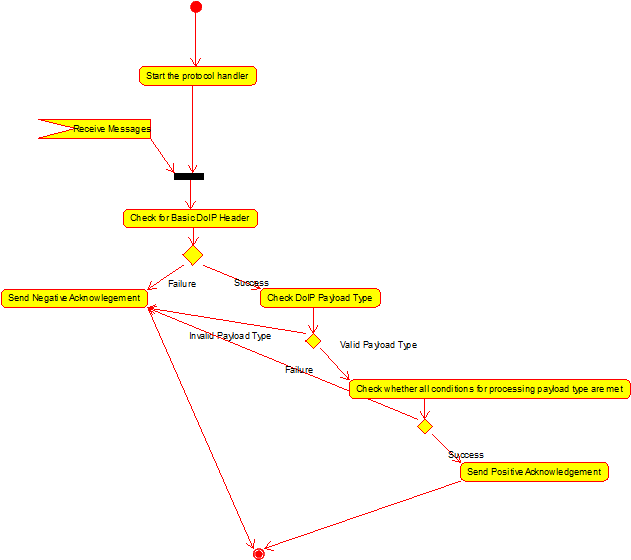 Start the protocol handler
Receive Messages
Check for Basic DoIP Header
Failure
Success
Send Negative Acknowlegement
Check DoIP Payload Type
Invalid Payload Type
Valid Payload Type
Failure
Check whether all conditions for processing payload type are met
Success
Send Positive Acknowledgement